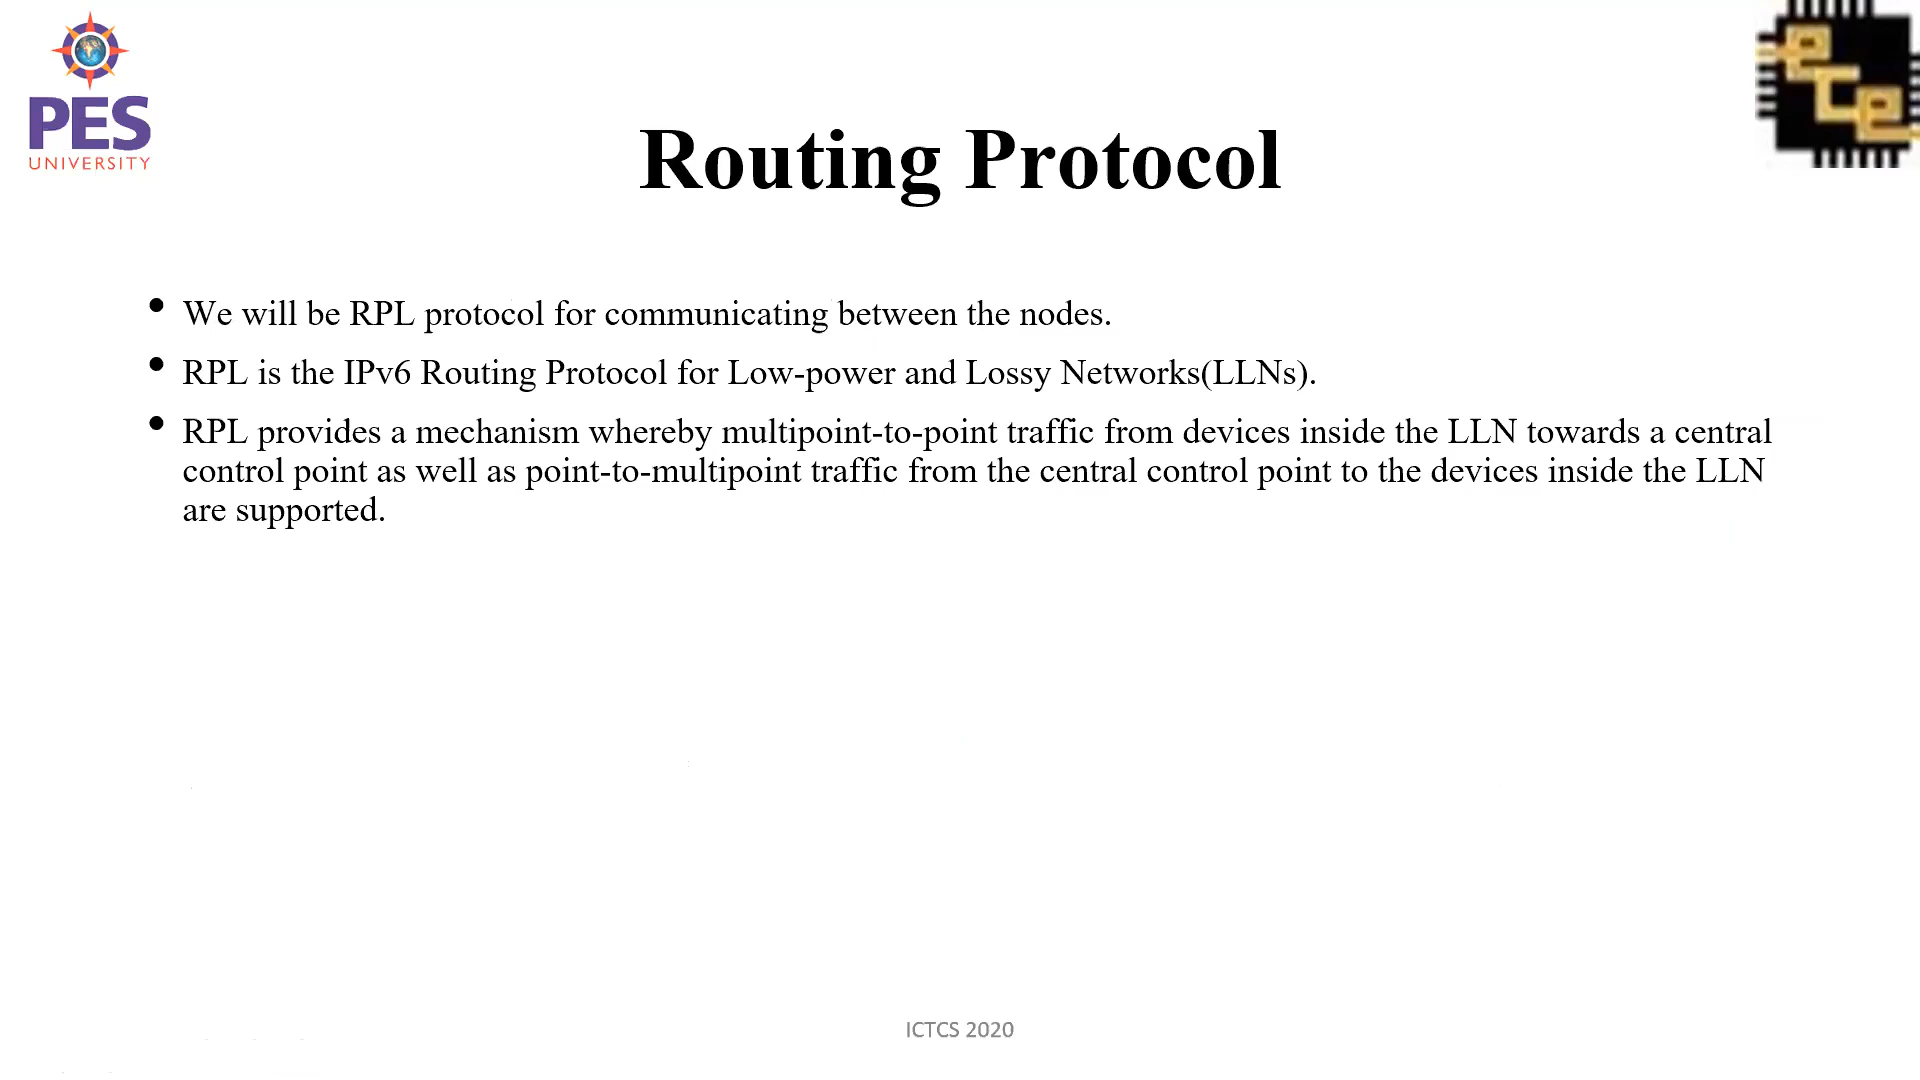 PES
UNIVERSITY
ece
Routing Protocol
• We will be RPL protocol for communicating between the nodes.
• RPL is the IPv6 Routing Protocol for Low-power and Lossy Networks(LLNs).
• RPL provides a mechanism whereby multipoint-to-point traffic from devices inside the LLN towards a central
control point as well as point-to-multipoint traffic from the central control point to the devices inside the LLN
are supported.
ICTCS 2020